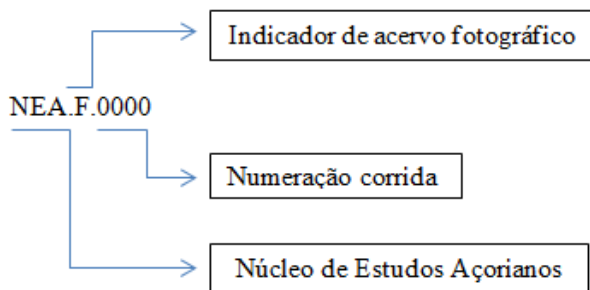 Indicador de acervo fotográfico
NEA.F.0000
Numeração corrida
Núcleo de Estudos Açorianos